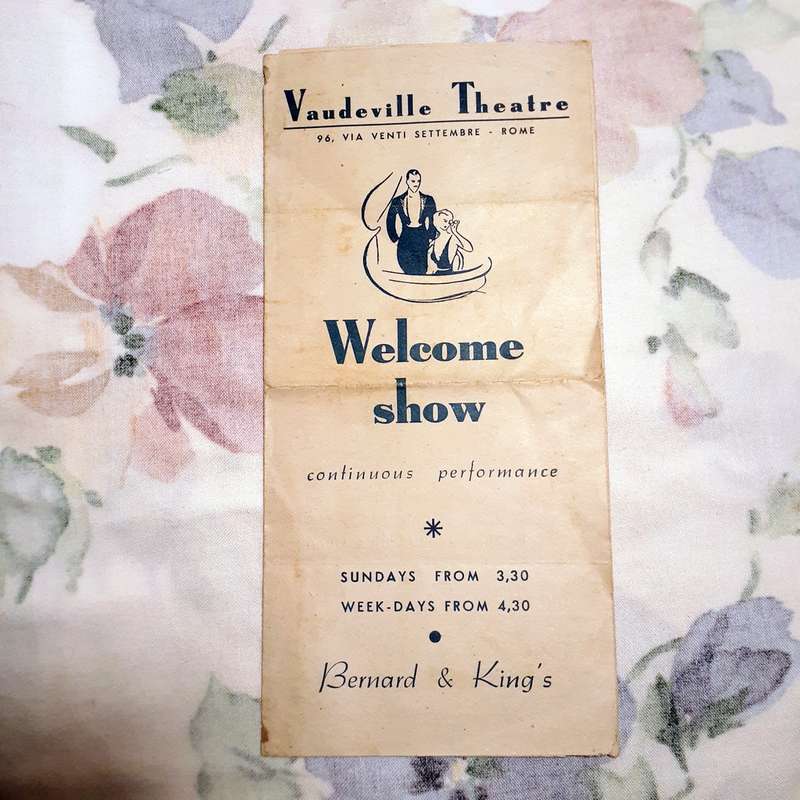 Vaudeville Theatre
96, VIA VENTI SETTEMBRE - ROME
Welcome
show
continuous performance
SUNDAYS FROM 3,30
WEEK-DAYS FROM 4,30
Bernard & King's